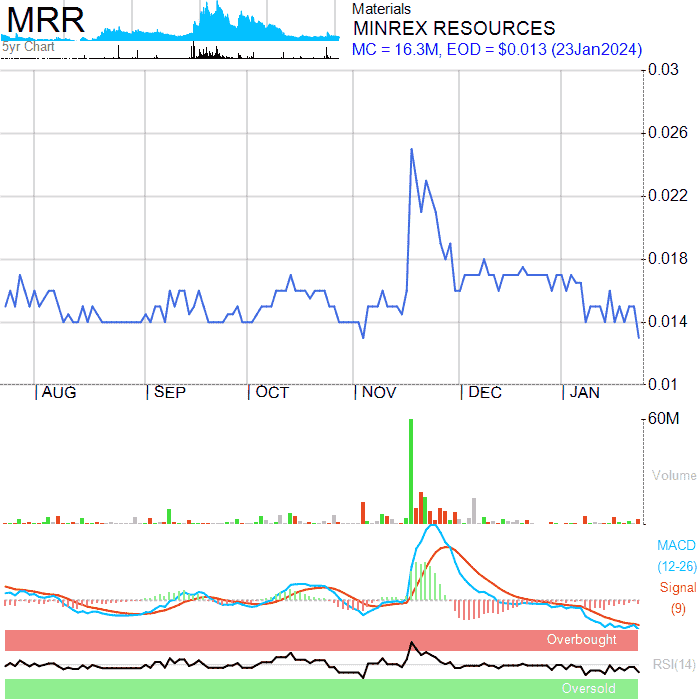 MRR
5yr Chart
Materials
MINREX RESOURCES
MC = 16.3M, EOD = $0.013 (23Jan2024)
0.03
0.026
0.022
0.018
0.014
0.01
AUG SEP OCT NOV DEC JAN
60M
Volume
MACD
(12-26)
Signal
(9)
Overbought
RSI(14)
Oversold